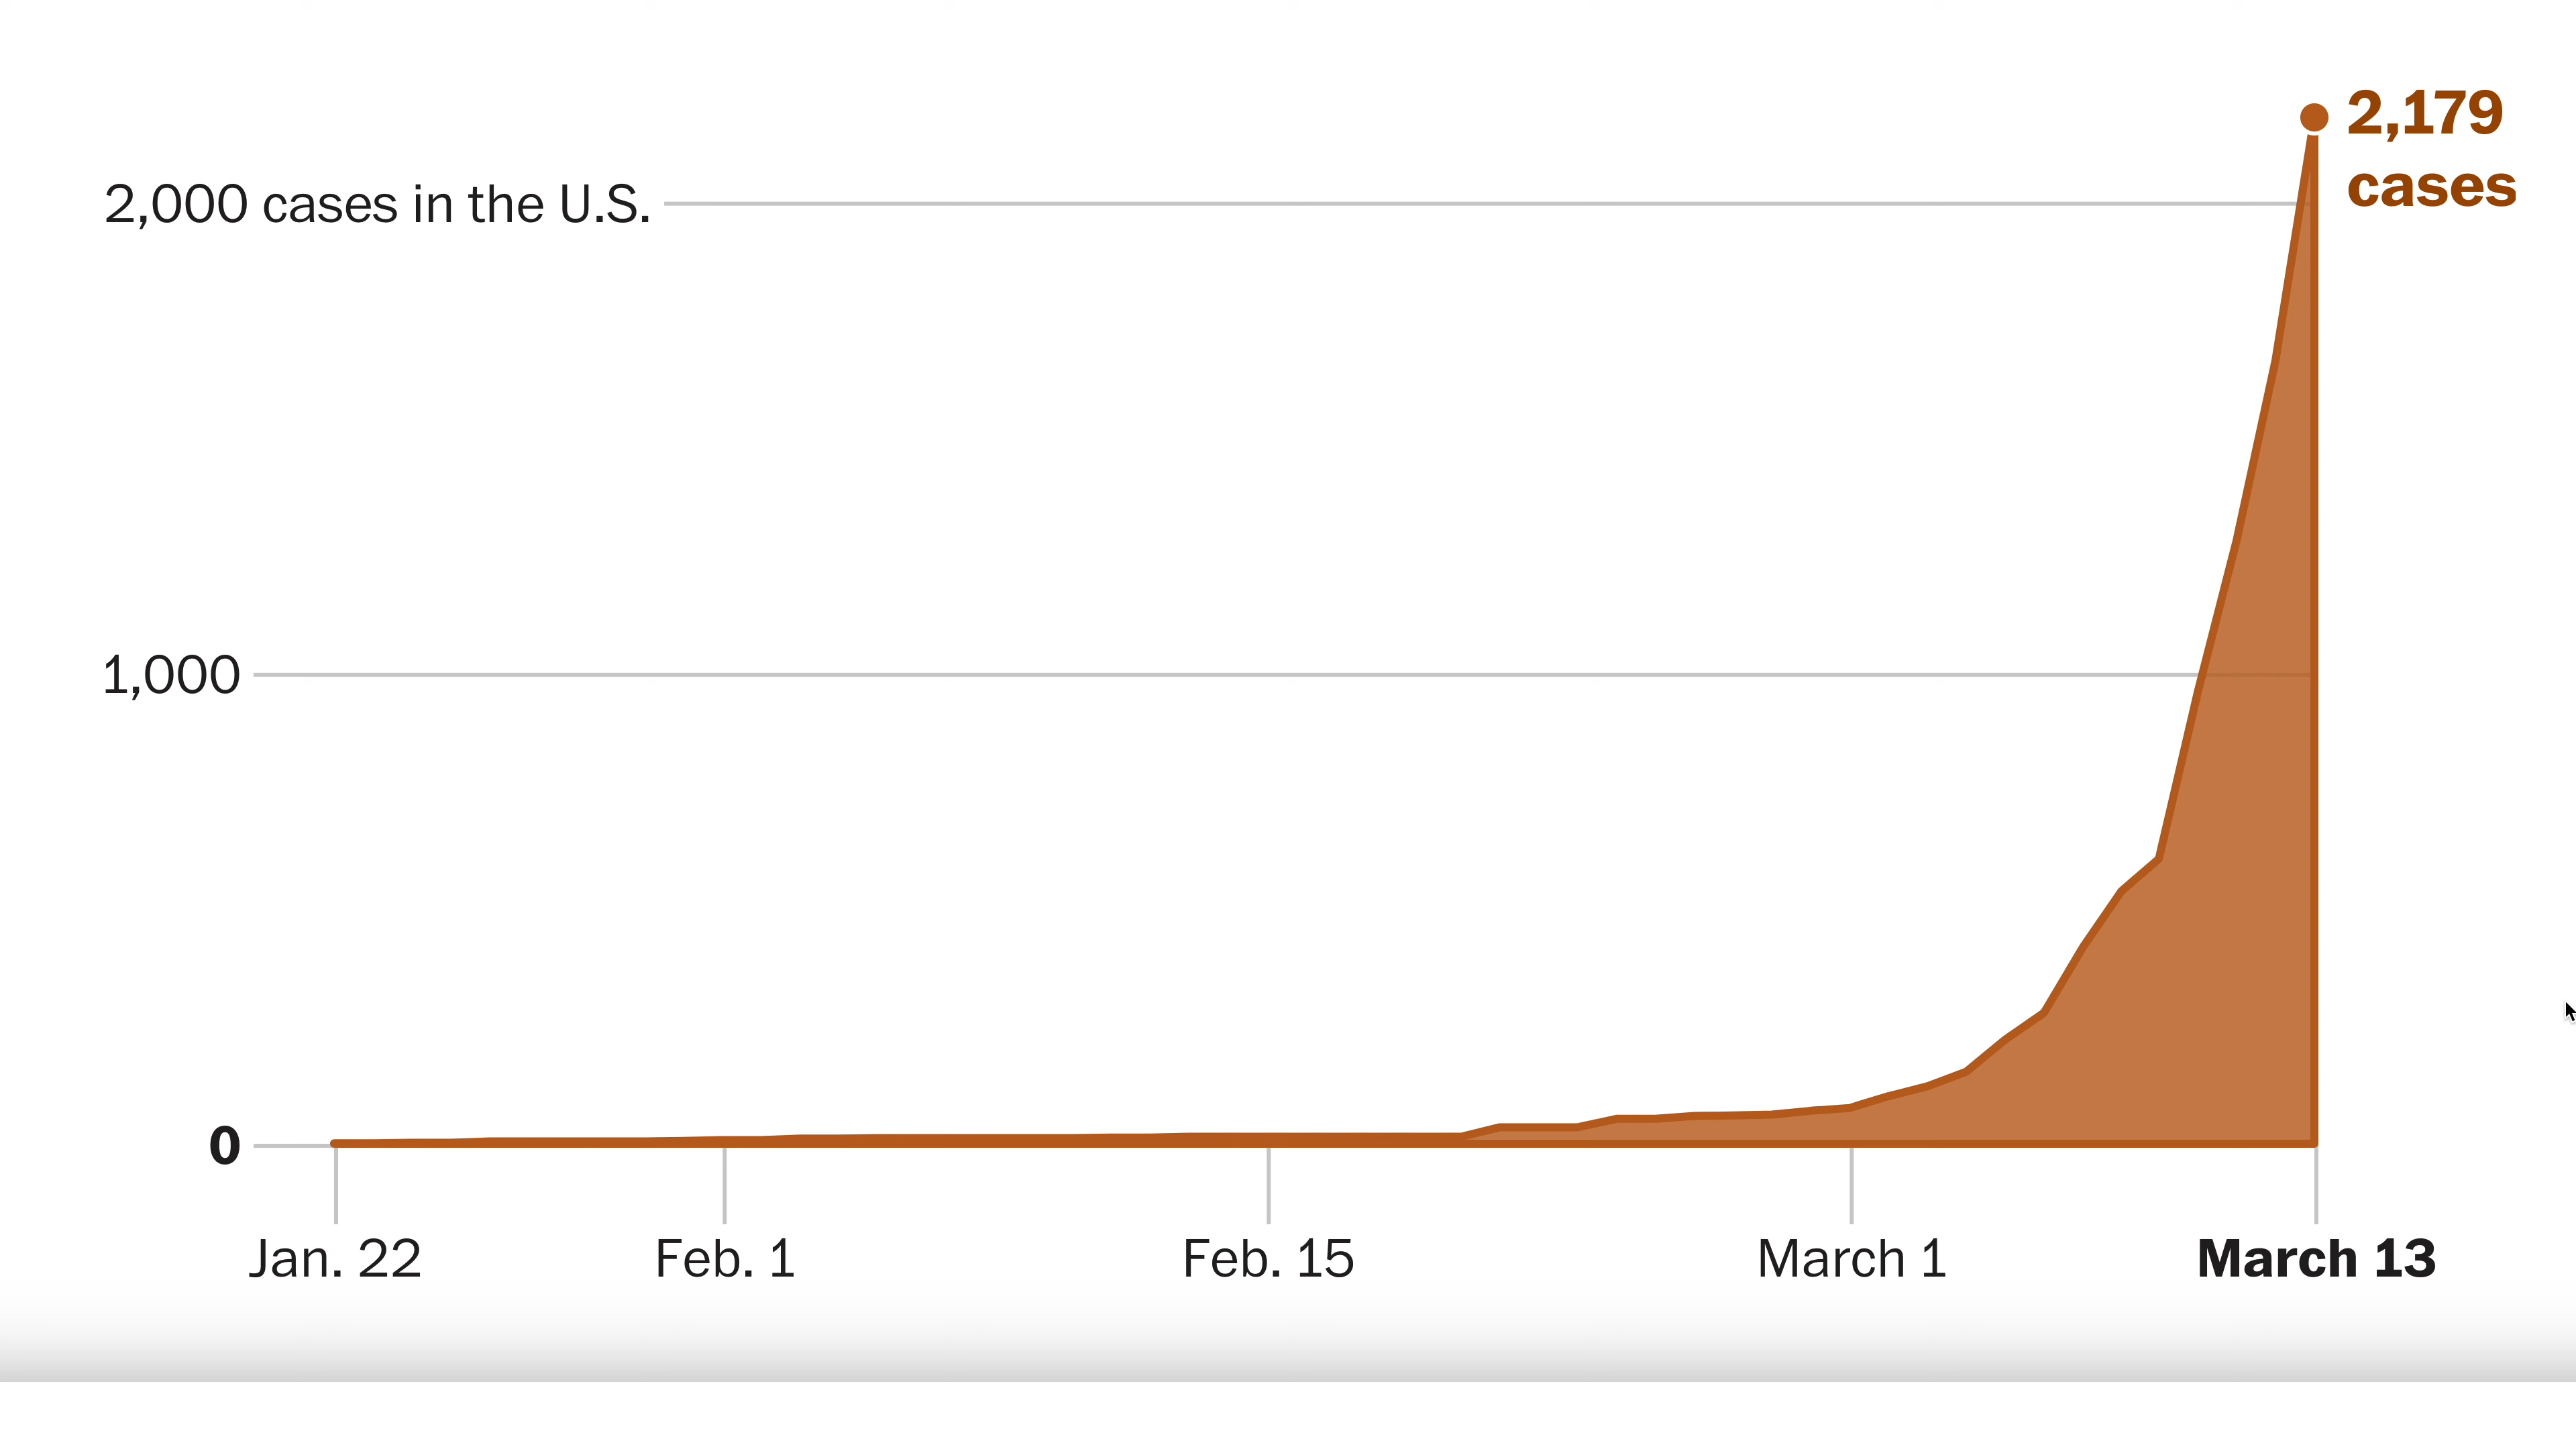 2,179
cases
2,000 cases in the U.S.
1,000
0
Jan. 22
Feb. 1
Feb. 15
March 1
March 13